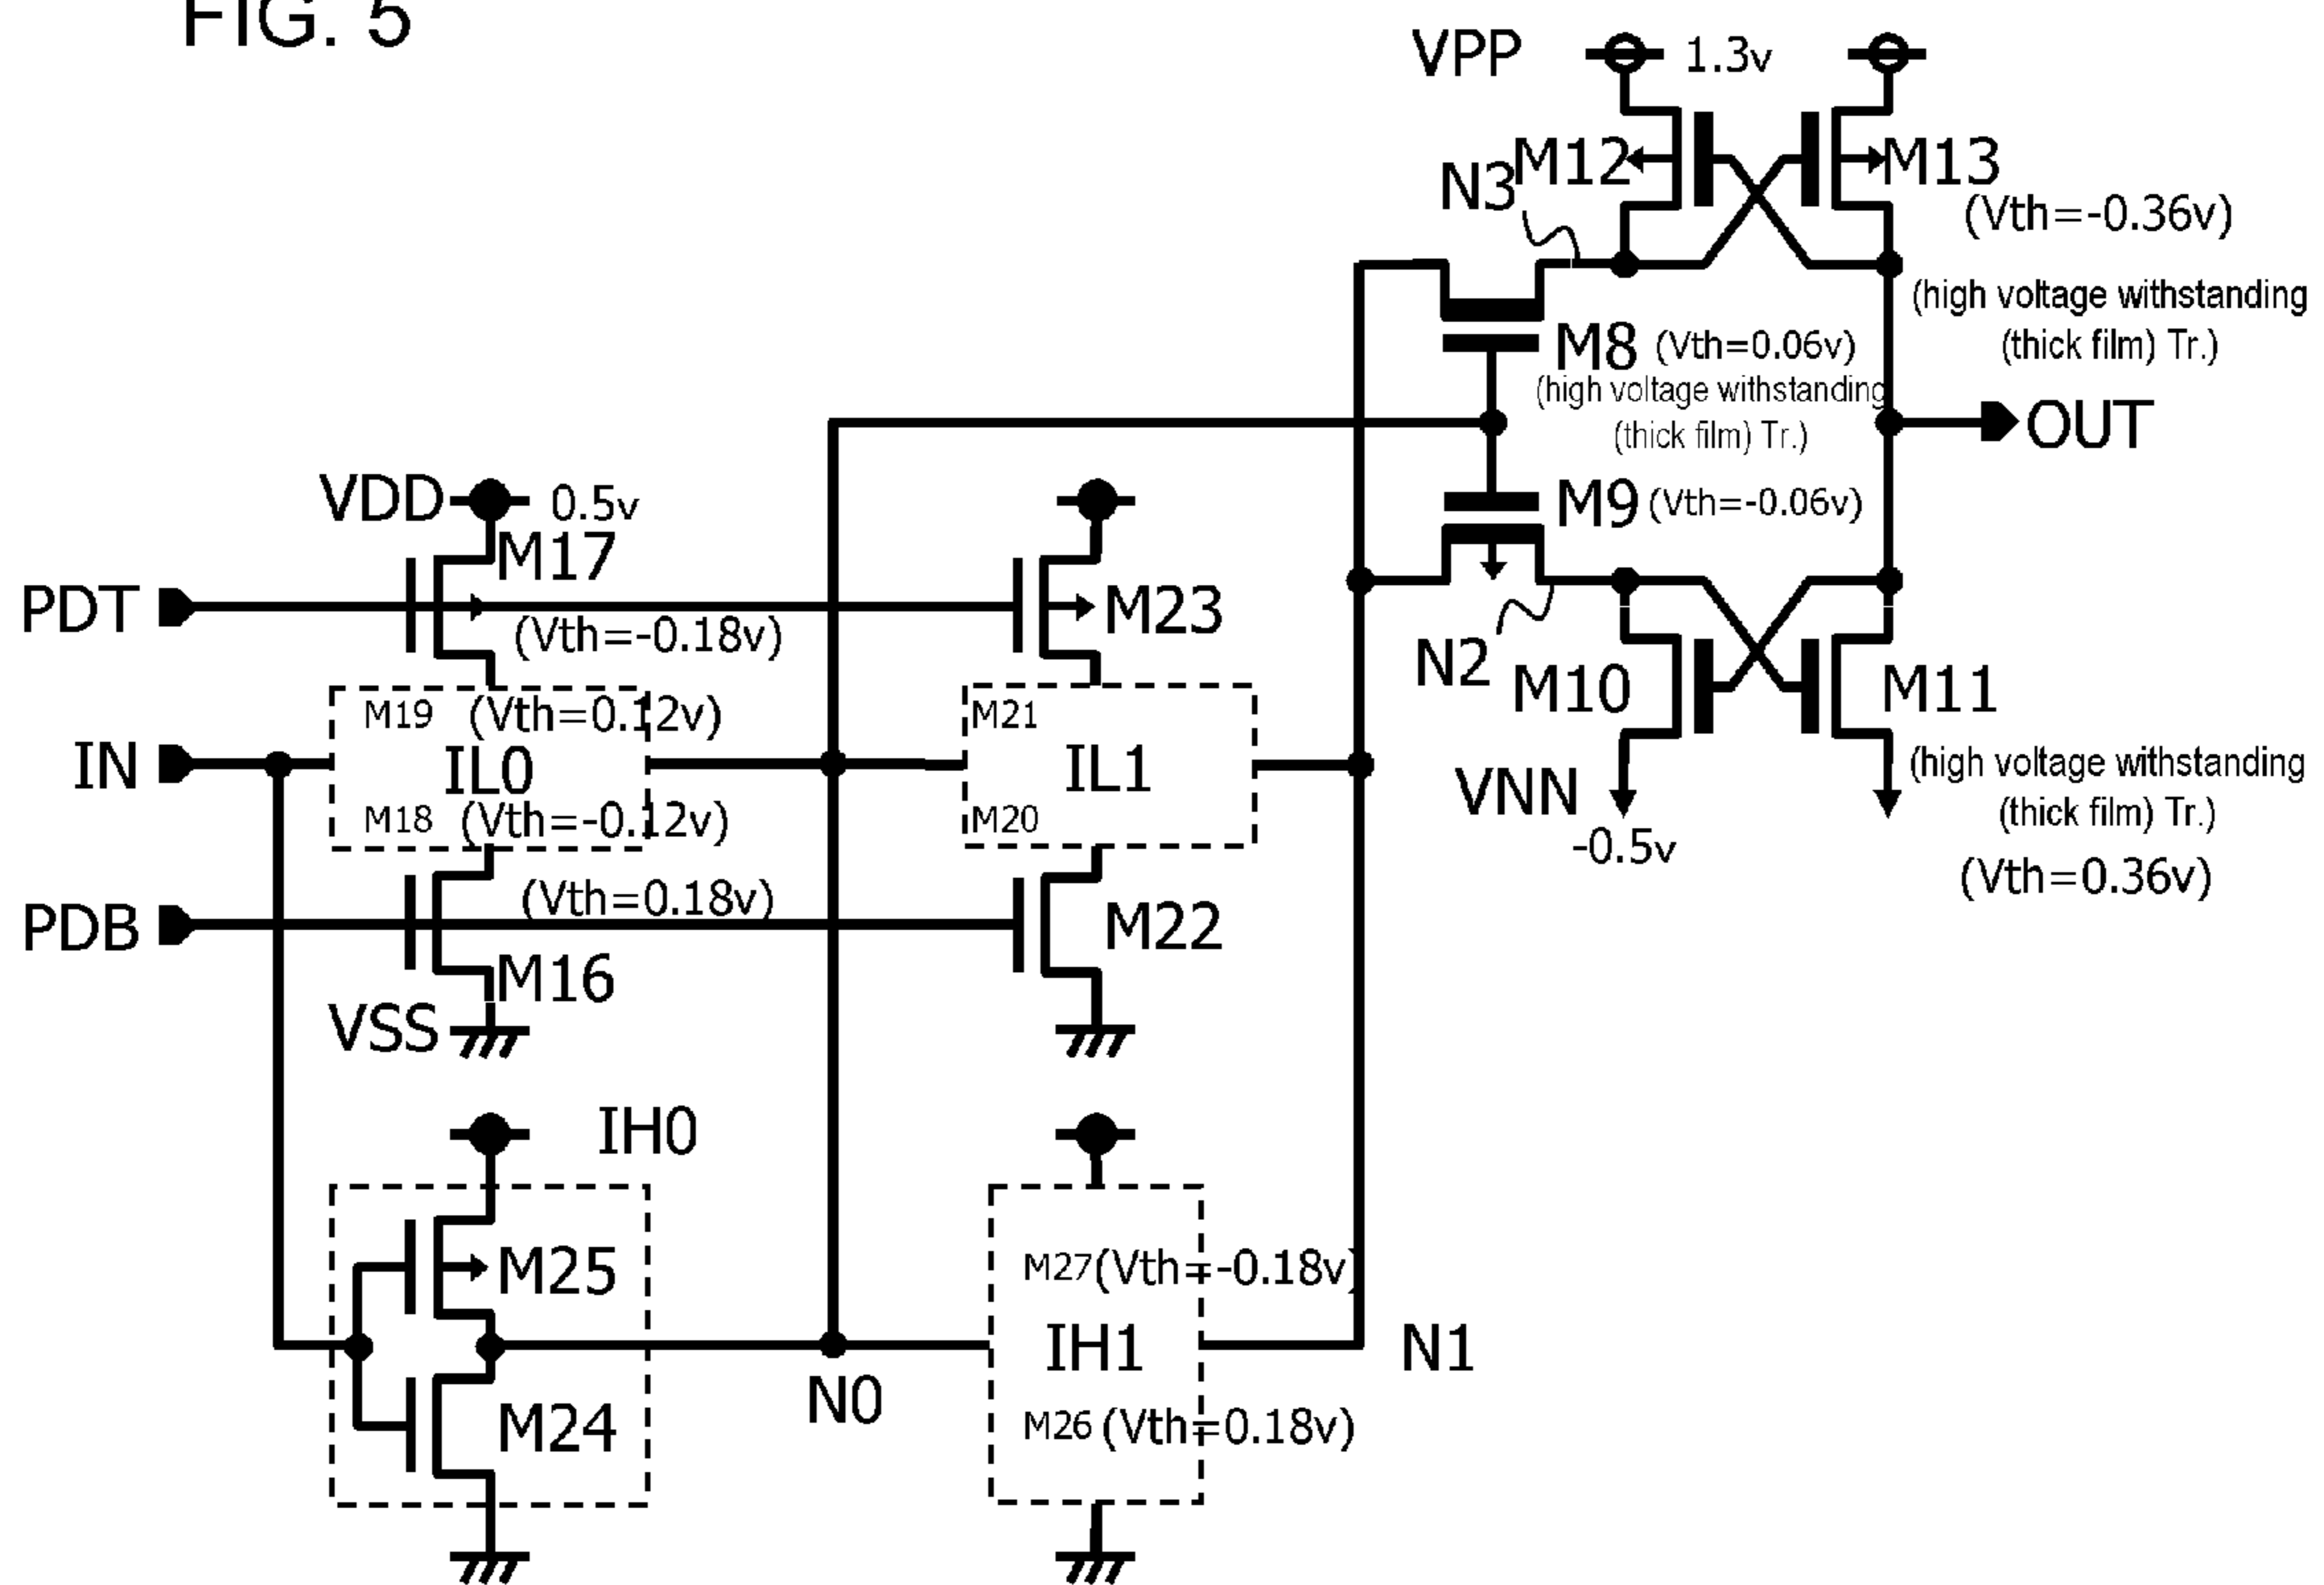 FIG. 5
VPP
1.3v
M12
M13
N3
(Vth=-0.36v)
(high voltage withstanding
(thick film) Tr.)
M8 (Vth=0.06v)
(high voltage withstanding
(thick film) Tr.)
OUT
VDD
0.5v
M9 (Vth=-0.06v)
M17
PDT
M23
(Vth=-0.18v)
N2
M10
M11
M19 (Vth=0.12v)
M21
IN
IL0
IL1
(high voltage withstanding
(thick film) Tr.)
VNN
M18 (Vth=-0.12v)
M20
-0.5v
(Vth=0.36v)
(Vth=0.18v)
PDB
M22
M16
VSS
IH0
M25
M27(Vth=-0.18v)
IH1
N1
N0
M24
M26 (Vth=0.18v)